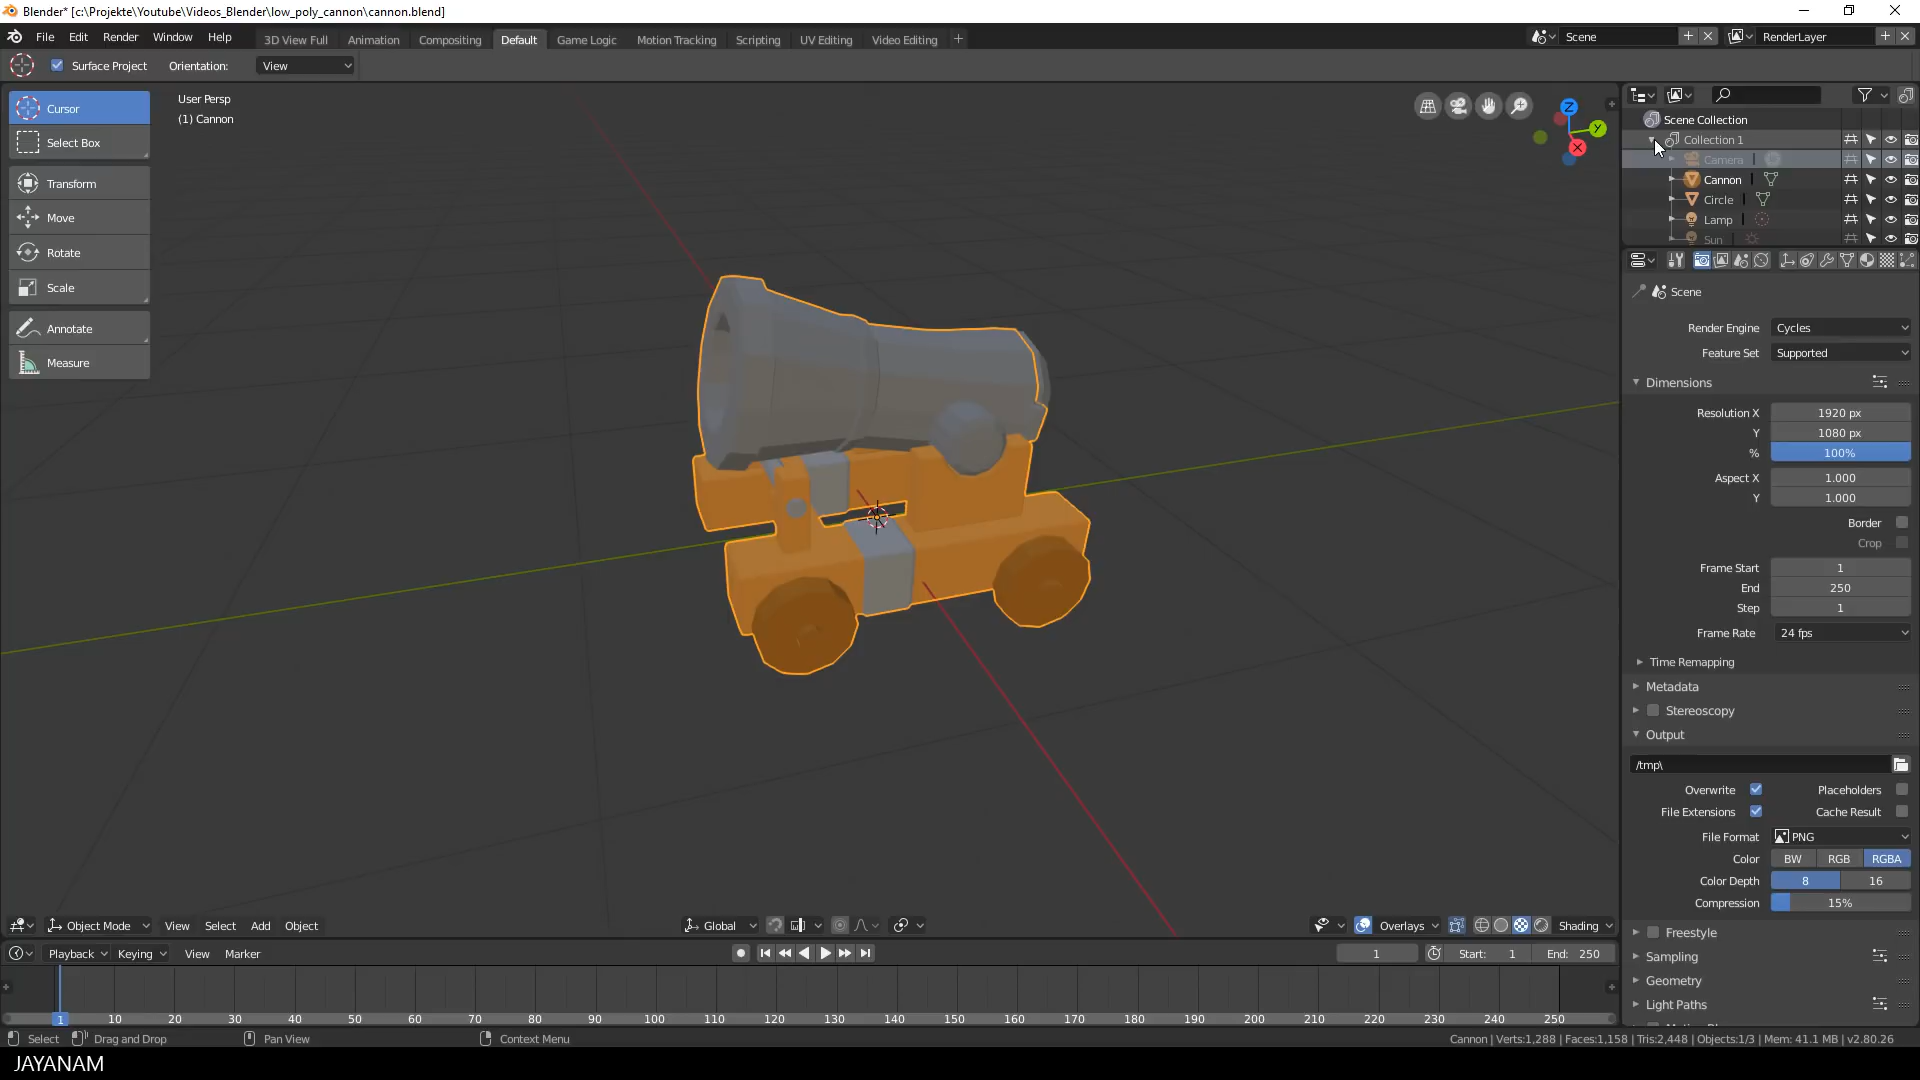 Blender* [c:\Projekte\Youtube\Videos_Blender\low_poly_cannon\cannon.blend]
File Edit Render Window Help
3D View Full Animation Compositing Default Game Logic Motion Tracking Scripting UV Editing Video Editing +
Scene
RenderLayer
Surface Project Orientation: View
Cursor
Select Box
Transform
Move
Rotate
Scale
Annotate
Measure
User Persp
(1) Cannon
Z
Y
X
Scene Collection
Collection 1
Camera
Cannon
Circle
Lamp
Sun
Scene
Render Engine Cycles
Feature Set Supported
Dimensions
Resolution X 1920 px
Y 1080 px
% 100%
Aspect X 1.000
Y 1.000
Border
Crop
Frame Start 1
End 250
Step 1
Frame Rate 24 fps
Time Remapping
Metadata
Stereoscopy
Output
/tmp\
Overwrite Placeholders
File Extensions Cache Result
File Format PNG
Color BW RGB RGBA
Color Depth 8 16
Compression 15%
Freestyle
Sampling
Geometry
Light Paths
Object Mode View Select Add Object
Global
Overlays Shading
Playback Keying View Marker
1 Start: 1 End: 250
1 10 20 30 40 50 60 70 80 90 100 110 120 130 140 150 160 170 180 190 200 210 220 230 240 250
Select Drag and Drop Pan View Context Menu
Cannon | Verts:1,288 | Faces:1,158 | Tris:2,448 | Objects:1/3 | Mem: 41.1 MB | v2.80.26
JAYANAM